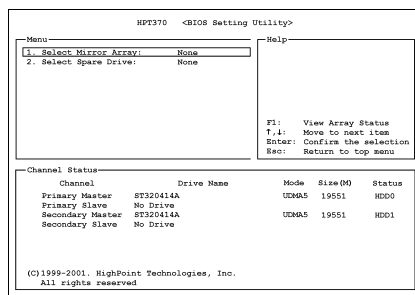 HPT370 <BIOS Setting Utility>
Menu
1. Select Mirror Array: None
2. Select Spare Drive: None
Help
F1: View Array Status
↑,↓: Move to next item
Enter: Confirm the selection
Esc: Return to top menu
Channel Status
Channel Drive Name Mode Size(M) Status
Primary Master ST320414A UDMA5 19551 HDD0
Primary Slave No Drive
Secondary Master ST320414A UDMA5 19551 HDD1
Secondary Slave No Drive
(C)1999-2001. HighPoint Technologies, Inc.
All rights reserved